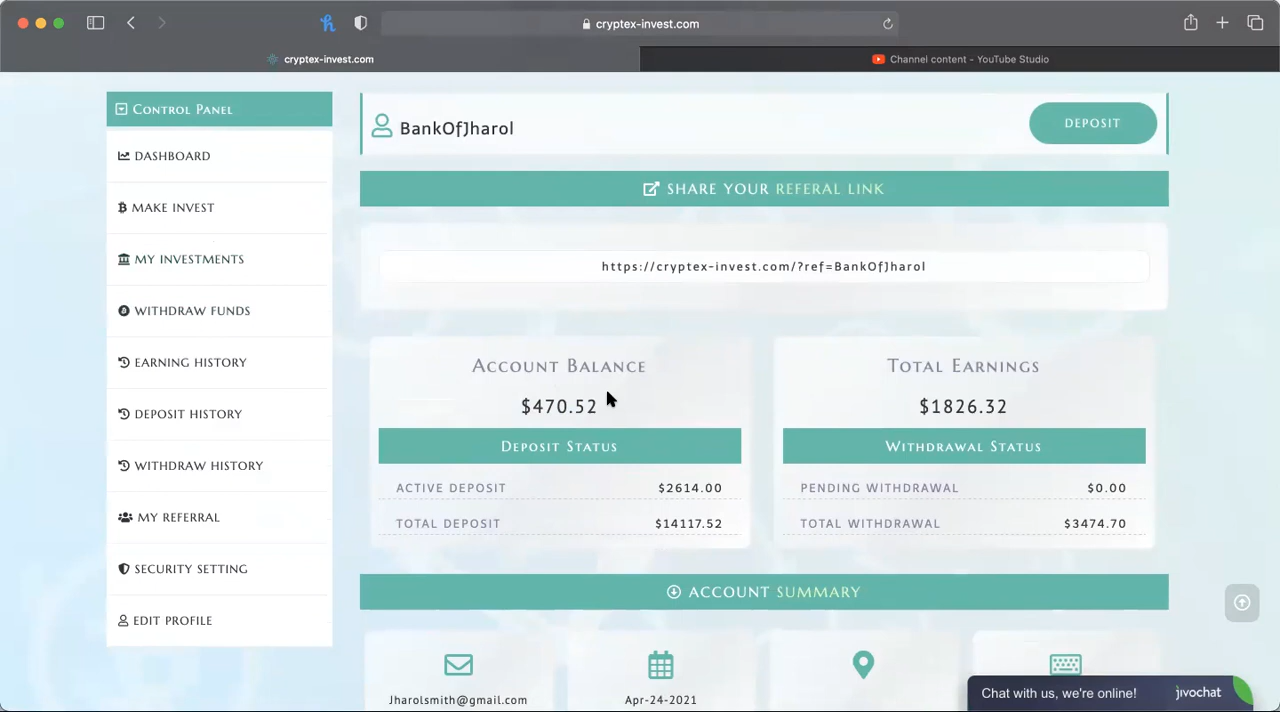 cryptex-invest.com
cryptex-invest.com
Channel content - YouTube Studio
CONTROL PANEL
DASHBOARD
MAKE INVEST
MY INVESTMENTS
WITHDRAW FUNDS
EARNING HISTORY
DEPOSIT HISTORY
WITHDRAW HISTORY
MY REFERRAL
SECURITY SETTING
EDIT PROFILE
BankOfJharol
DEPOSIT
SHARE YOUR REFERAL LINK
https://cryptex-invest.com/?ref=BankOfJharol
ACCOUNT BALANCE
$470.52
DEPOSIT STATUS
ACTIVE DEPOSIT $2614.00
TOTAL DEPOSIT $14117.52
TOTAL EARNINGS
$1826.32
WITHDRAWAL STATUS
PENDING WITHDRAWAL $0.00
TOTAL WITHDRAWAL $3474.70
ACCOUNT SUMMARY
Jharolsmith@gmail.com
Apr-24-2021
Chat with us, we're online!
jivochat